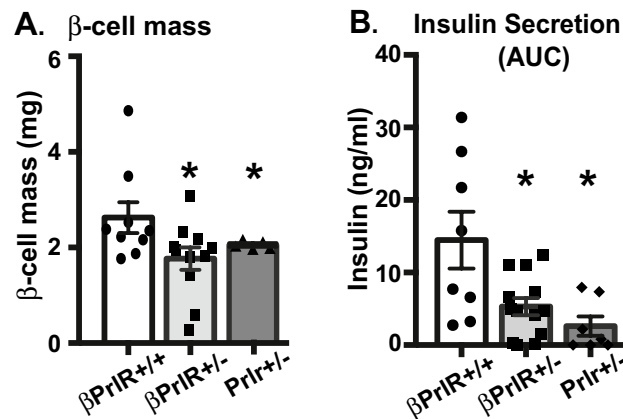 A. β-cell mass
β-cell mass (mg)
6
4
2
0
* *
βPrlR+/+
βPrlR+/-
Prlr+/-
B. Insulin Secretion
(AUC)
Insulin (ng/ml)
40
30
20
10
0
* *
βPrlR+/+
βPrlR+/-
Prlr+/-